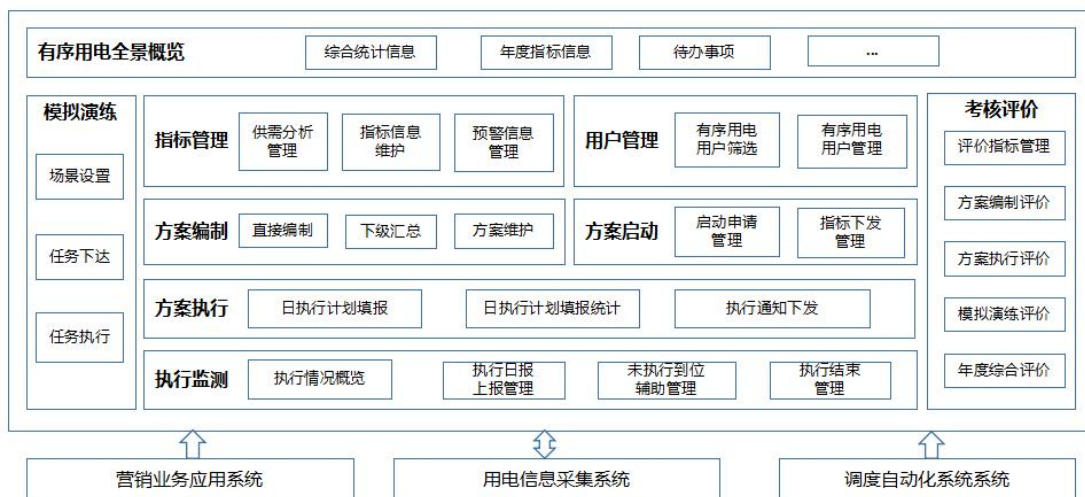 有序用电全景概览
综合统计信息
年度指标信息
待办事项
...
模拟演练
场景设置
任务下达
任务执行
指标管理
供需分析
管理
指标信息
维护
预警信息
管理
用户管理
有序用电
用户筛选
有序用电
用户管理
方案编制
直接编制
下级汇总
方案维护
方案启动
启动申请
管理
指标下发
管理
方案执行
日执行计划填报
日执行计划填报统计
执行通知下发
执行监测
执行情况概览
执行日报
上报管理
未执行到位
辅助管理
执行结束
管理
考核评价
评价指标管理
方案编制评价
方案执行评价
模拟演练评价
年度综合评价
营销业务应用系统
用电信息采集系统
调度自动化系统系统